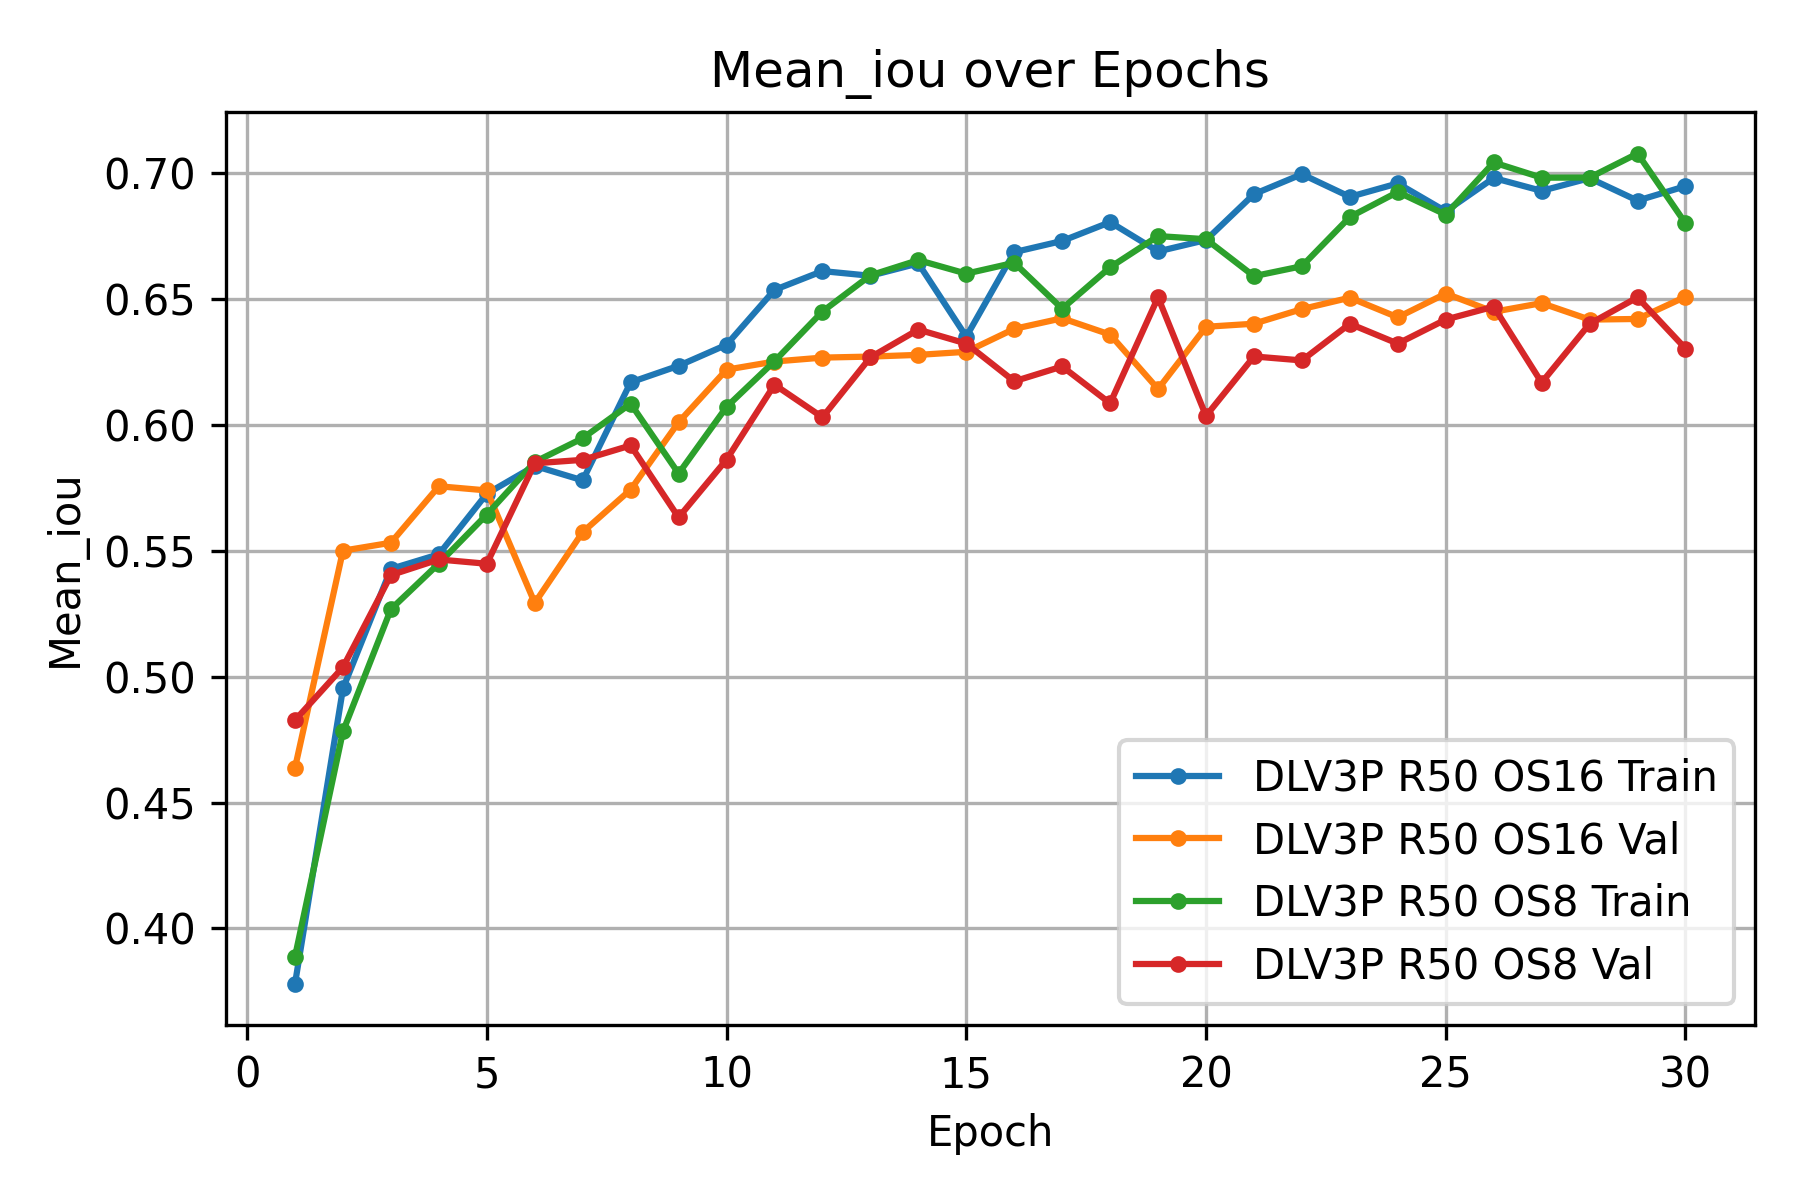 Mean_iou over Epochs
Mean_iou
0.70
0.65
0.60
0.55
0.50
0.45
0.40
0 5 10 15 20 25 30
Epoch
DLV3P R50 OS16 Train
DLV3P R50 OS16 Val
DLV3P R50 OS8 Train
DLV3P R50 OS8 Val